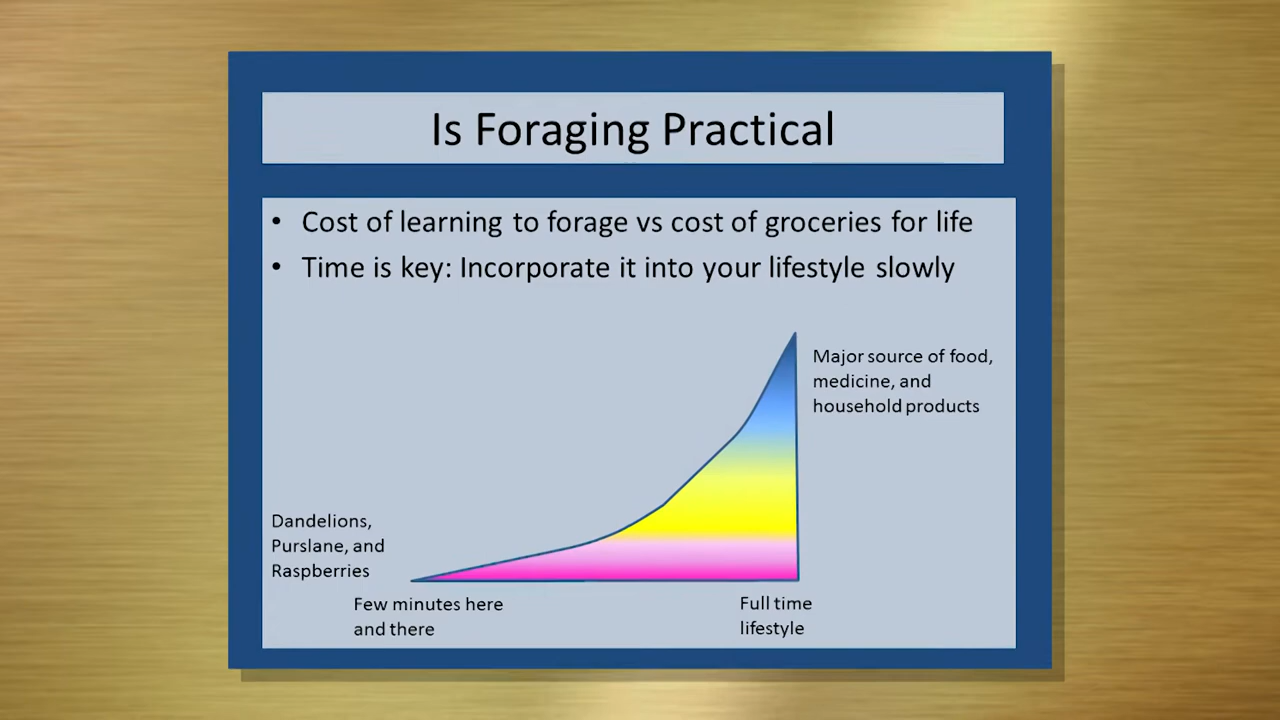 Is Foraging Practical
• Cost of learning to forage vs cost of groceries for life
• Time is key: Incorporate it into your lifestyle slowly
Major source of food,
medicine, and
household products
Dandelions,
Purslane, and
Raspberries
Few minutes here
and there
Full time
lifestyle